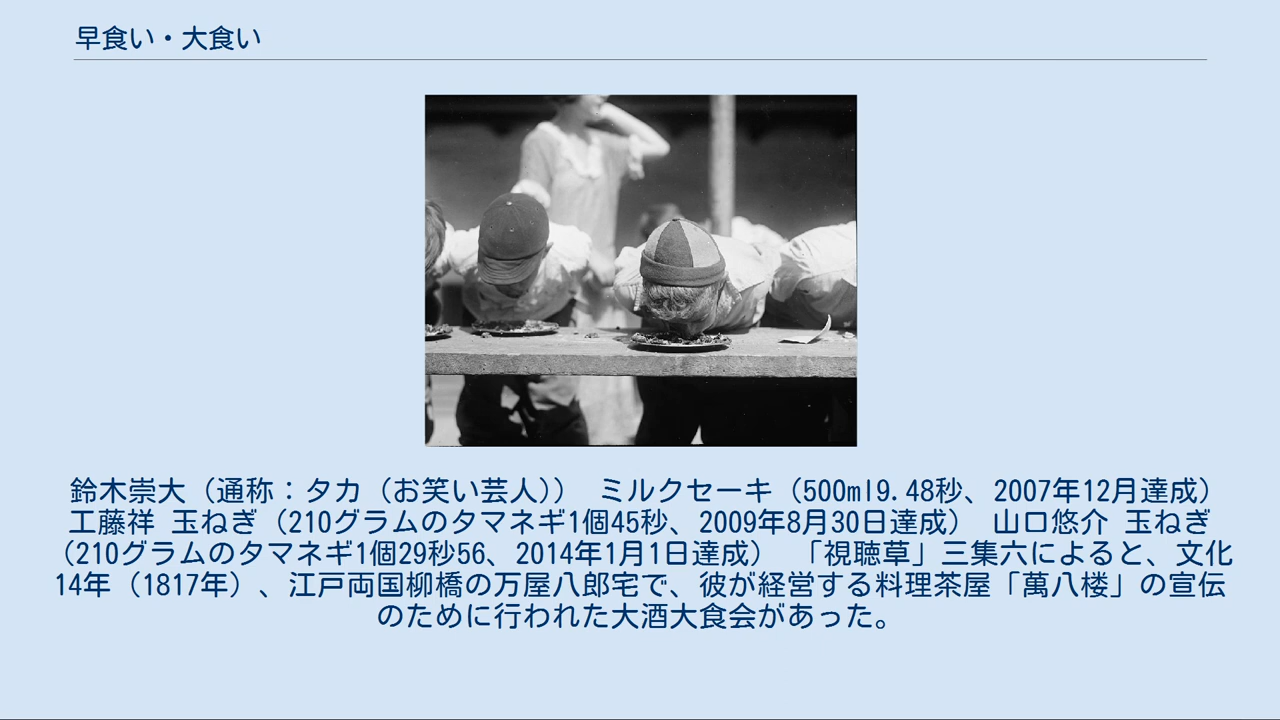 早食い・大食い
鈴木崇大（通称：タカ（お笑い芸人）） ミルクセーキ（500ml9.48秒、2007年12月達成）
工藤祥 玉ねぎ（210グラムのタマネギ1個45秒、2009年8月30日達成） 山口悠介 玉ねぎ
（210グラムのタマネギ1個29秒56、2014年1月1日達成） 「視聴草」三集六によると、文化
14年（1817年）、江戸両国柳橋の万屋八郎宅で、彼が経営する料理茶屋「萬八楼」の宣伝
のために行われた大酒大食会があった。